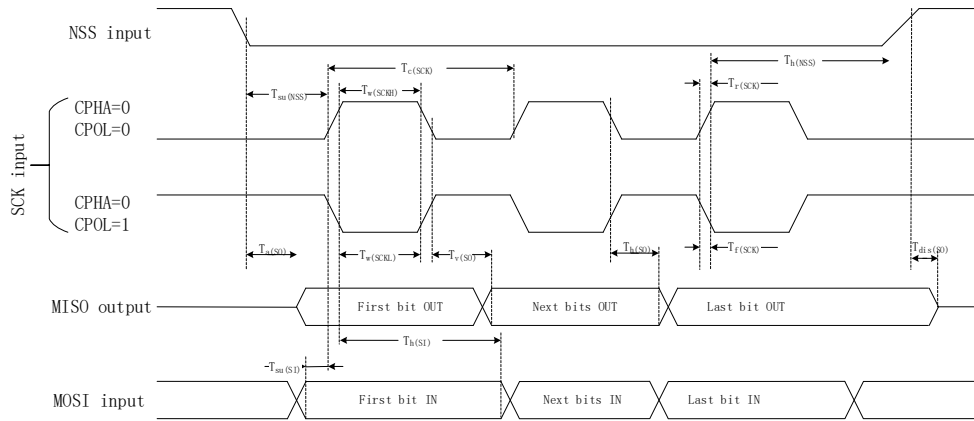 NSS input
Th(NSS)
Tc(SCK)
Tr(SCK)
Tsu(NSS)
Tw(SCKH)
CPHA=0
CPOL=0
SCK input
CPHA=0
CPOL=1
Ta(SO)
Tw(SCKL)
Tv(SO)
Th(SO)
Tf(SCK)
Tdis(SO)
MISO output
First bit OUT
Next bits OUT
Last bit OUT
Th(SI)
Tsu(SI)
MOSI input
First bit IN
Next bits IN
Last bit IN